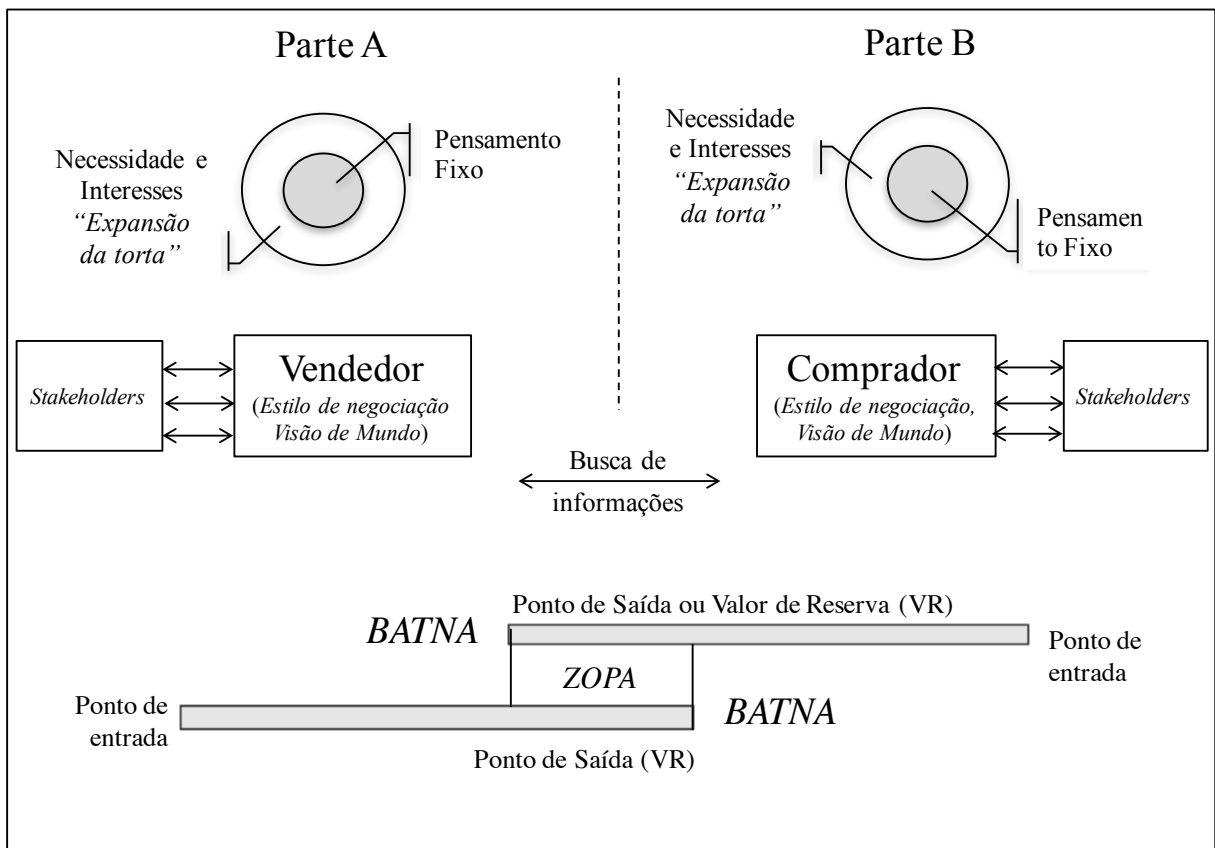 Parte A
Parte B
Necessidade e
Interesses
“Expansão
da torta”
Pensamento
Fixo
Necessidade
e Interesses
“Expansão
da torta”
Pensamen
to Fixo
Stakeholders
Vendedor
(Estilo de negociação
Visão de Mundo)
Comprador
(Estilo de negociação,
Visão de Mundo)
Stakeholders
Busca de
informações
Ponto de Saída ou Valor de Reserva (VR)
BATNA
Ponto de
entrada
ZOPA
Ponto de
entrada
BATNA
Ponto de Saída (VR)